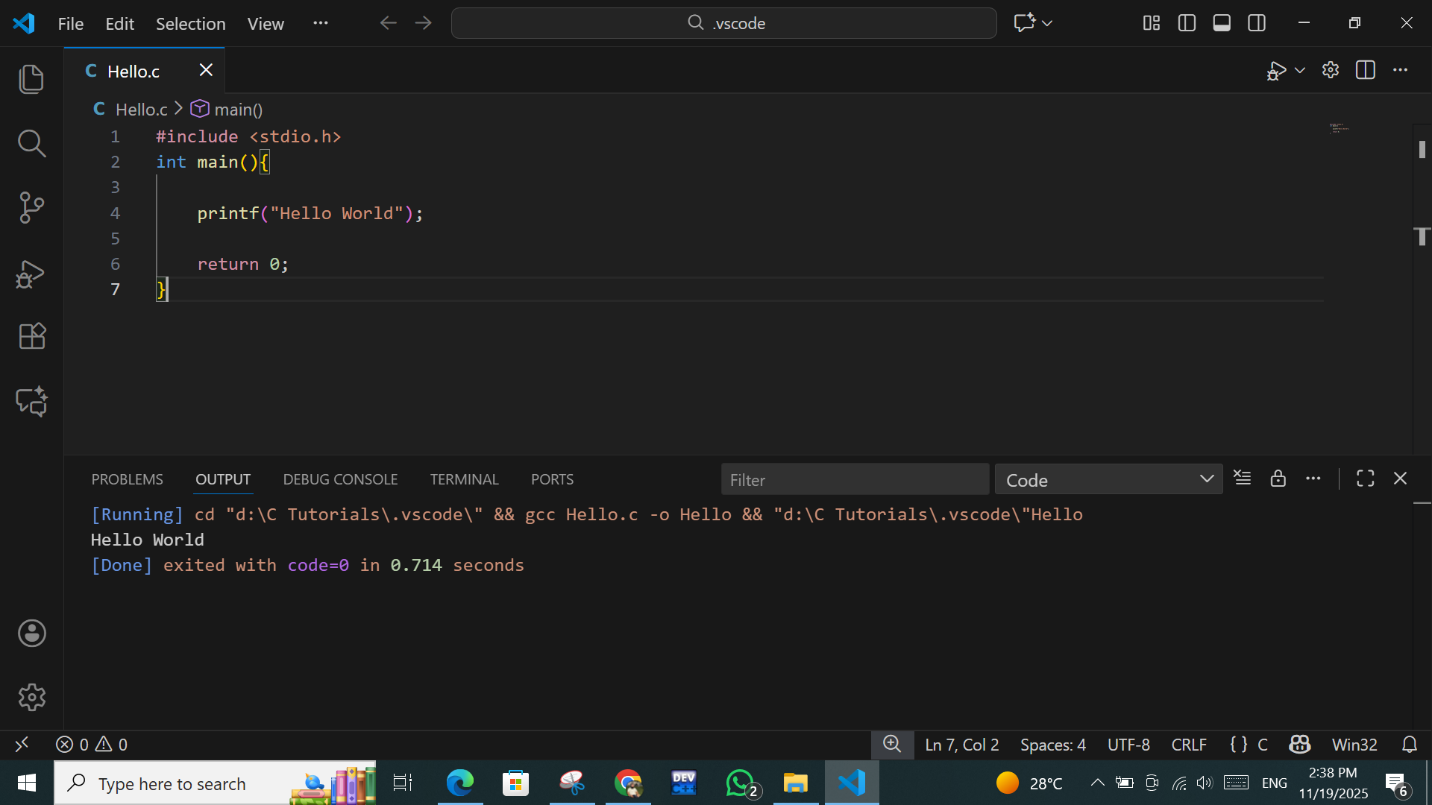 File Edit Selection View ··· .vscode
C Hello.c
C Hello.c > main()
1 #include <stdio.h>
2 int main(){
3
4     printf("Hello World");
5
6     return 0;
7 }
PROBLEMS OUTPUT DEBUG CONSOLE TERMINAL PORTS Filter Code
[Running] cd "d:\C Tutorials\.vscode\" && gcc Hello.c -o Hello && "d:\C Tutorials\.vscode\"Hello
Hello World
[Done] exited with code=0 in 0.714 seconds
0 0 Ln 7, Col 2 Spaces: 4 UTF-8 CRLF {} C Win32
Type here to search DEV C++ 2 28°C ENG 2:38 PM 6
11/19/2025